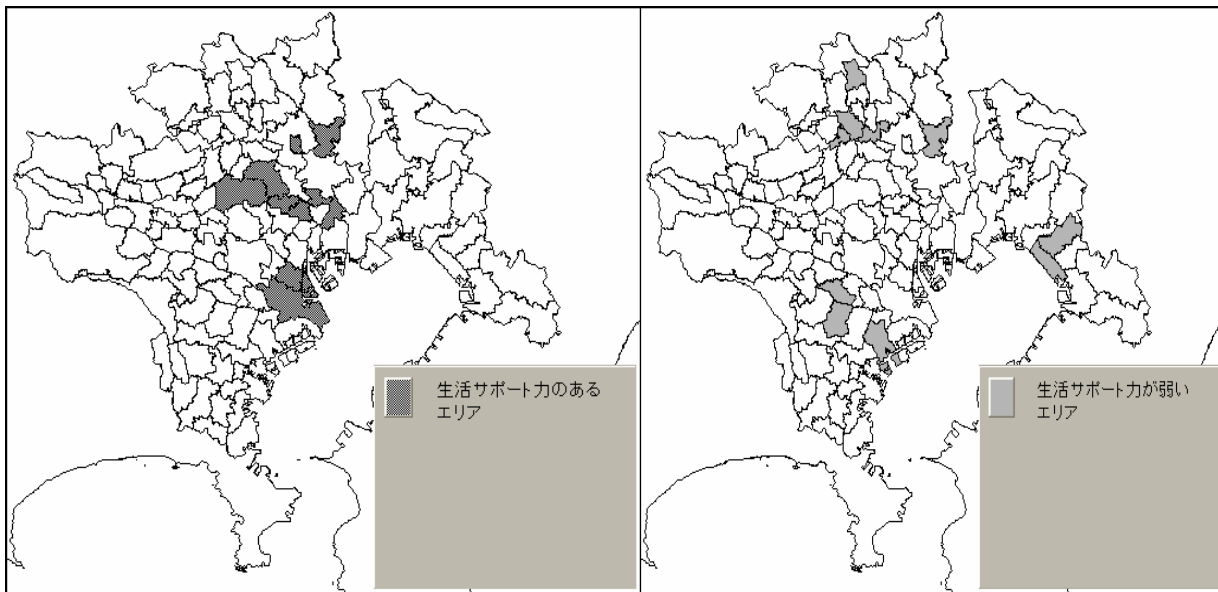 生活サポート力のある
エリア
生活サポート力が弱い
エリア